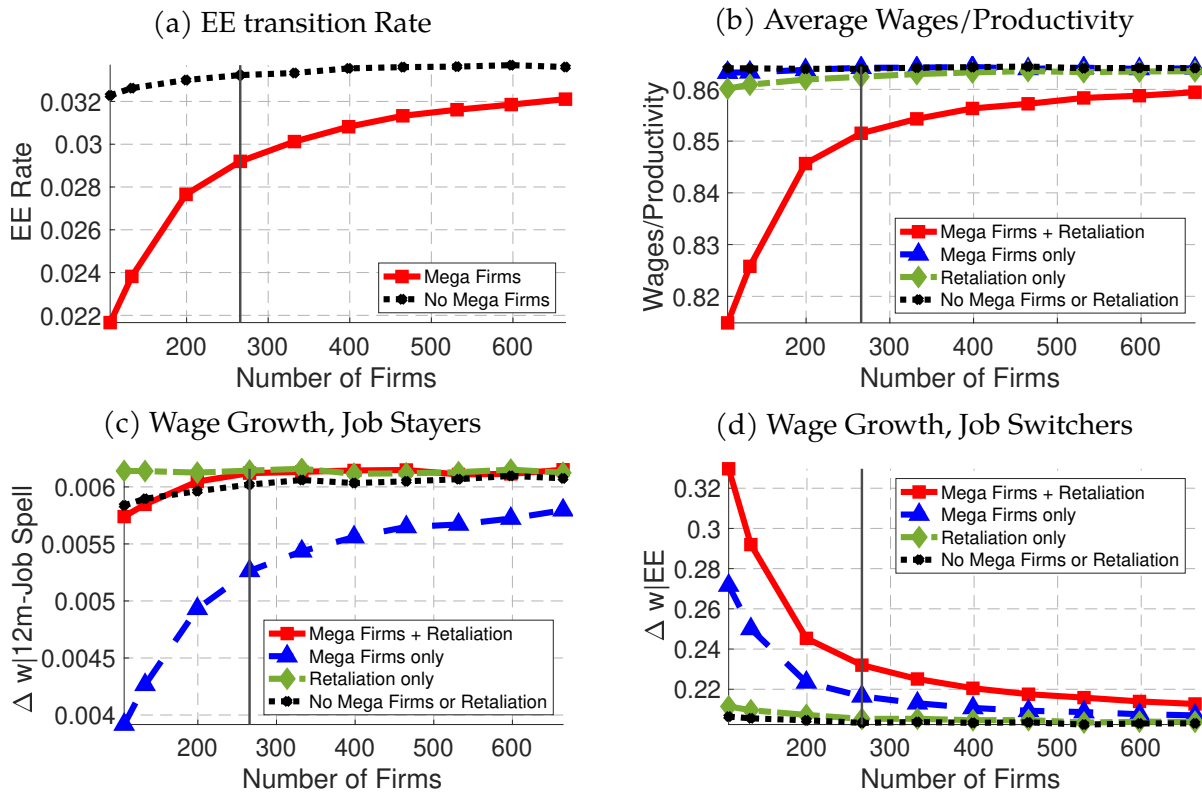 (a) EE transition Rate
EE Rate
0.032
0.03
0.028
0.026
0.024
0.022
200
300
400
500
600
Number of Firms
Mega Firms
No Mega Firms
(b) Average Wages/Productivity
Wages/Productivity
0.86
0.85
0.84
0.83
0.82
200
300
400
500
600
Number of Firms
Mega Firms + Retaliation
Mega Firms only
Retaliation only
No Mega Firms or Retaliation
(c) Wage Growth, Job Stayers
Δ w|12m-Job Spell
0.006
0.0055
0.005
0.0045
0.004
200
300
400
500
600
Number of Firms
Mega Firms + Retaliation
Mega Firms only
Retaliation only
No Mega Firms or Retaliation
(d) Wage Growth, Job Switchers
Δ w|EE
0.32
0.3
0.28
0.26
0.24
0.22
200
300
400
500
600
Number of Firms
Mega Firms + Retaliation
Mega Firms only
Retaliation only
No Mega Firms or Retaliation